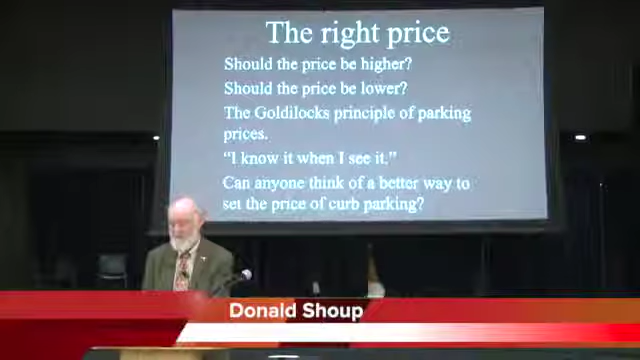 The right price
Should the price be higher?
Should the price be lower?
The Goldilocks principle of parking
prices.
“I know it when I see it.”
Can anyone think of a better way to
set the price of curb parking?
Donald Shoup